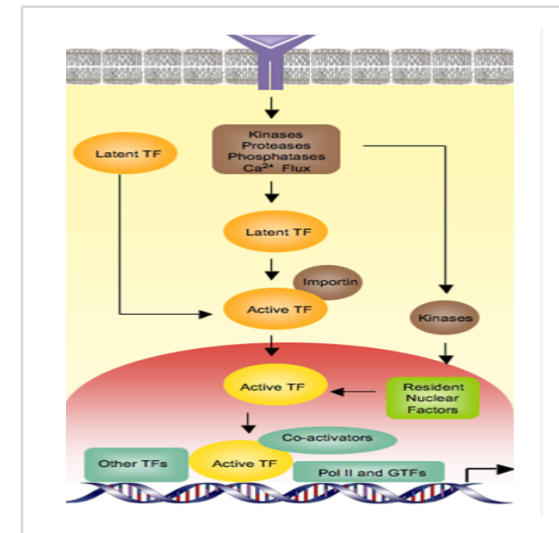 Kinases
Proteases
Phosphatases
Ca²⁺ Flux
Latent TF
Latent TF
Importin
Active TF
Kinases
Active TF
Resident
Nuclear
Factors
Co-activators
Other TFs
Active TF
Pol II and GTFs